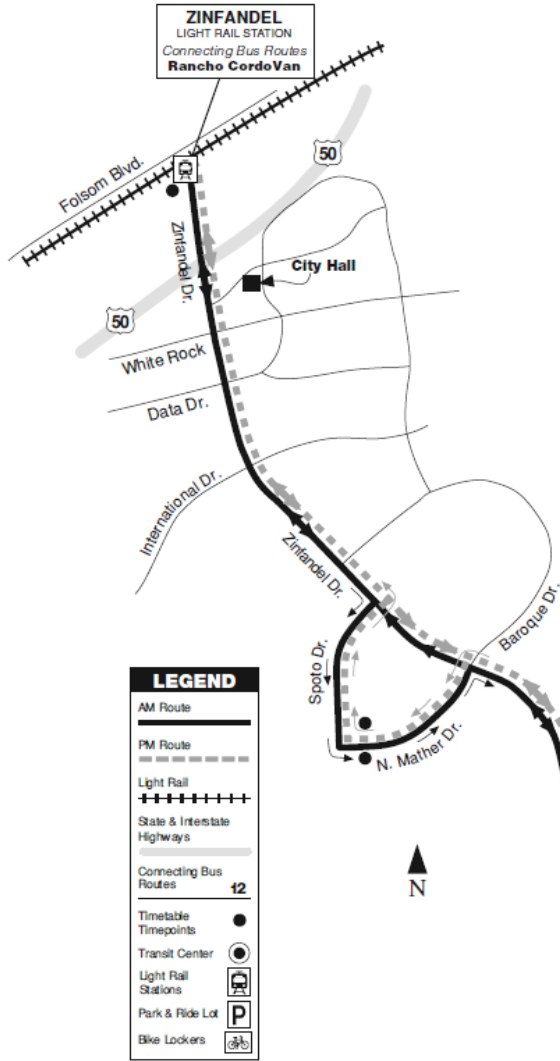 ZINFANDEL
LIGHT RAIL STATION
Connecting Bus Routes
Rancho CordoVan
Folsom Blvd.
50
Zinfandel Dr.
City Hall
50
White Rock
Data Dr.
International Dr.
Zinfandel Dr.
Baroque Dr.
Spoto Dr.
N. Mather Dr.
N
LEGEND
AM Route
PM Route
Light Rail
State & Interstate
Highways
Connecting Bus
Routes 12
Timetable
Timepoints
Transit Center
Light Rail
Stations
Park & Ride Lot P
Bike Lockers